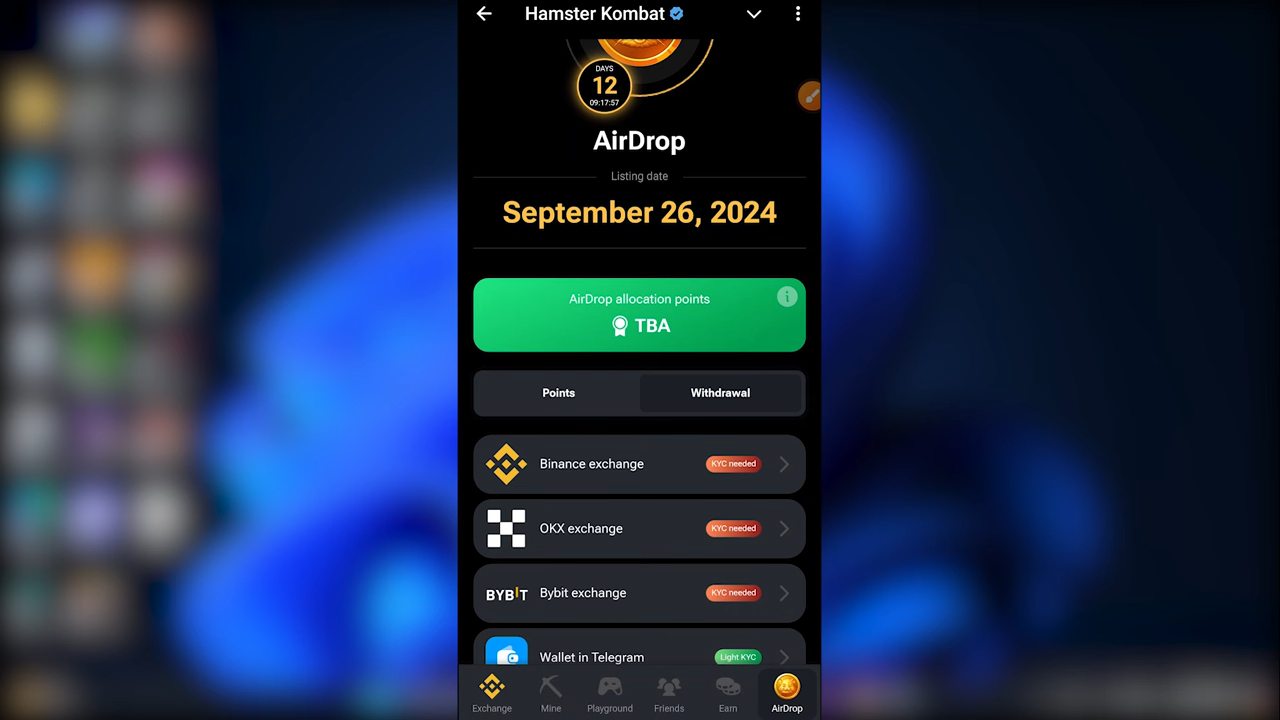 Hamster Kombat
DAYS
12
09:17:57
AirDrop
Listing date
September 26, 2024
AirDrop allocation points
TBA
Points
Withdrawal
Binance exchange
KYC needed
OKX exchange
KYC needed
BYBIT
Bybit exchange
KYC needed
Wallet in Telegram
Light KYC
Exchange
Mine
Playground
Friends
Earn
AirDrop